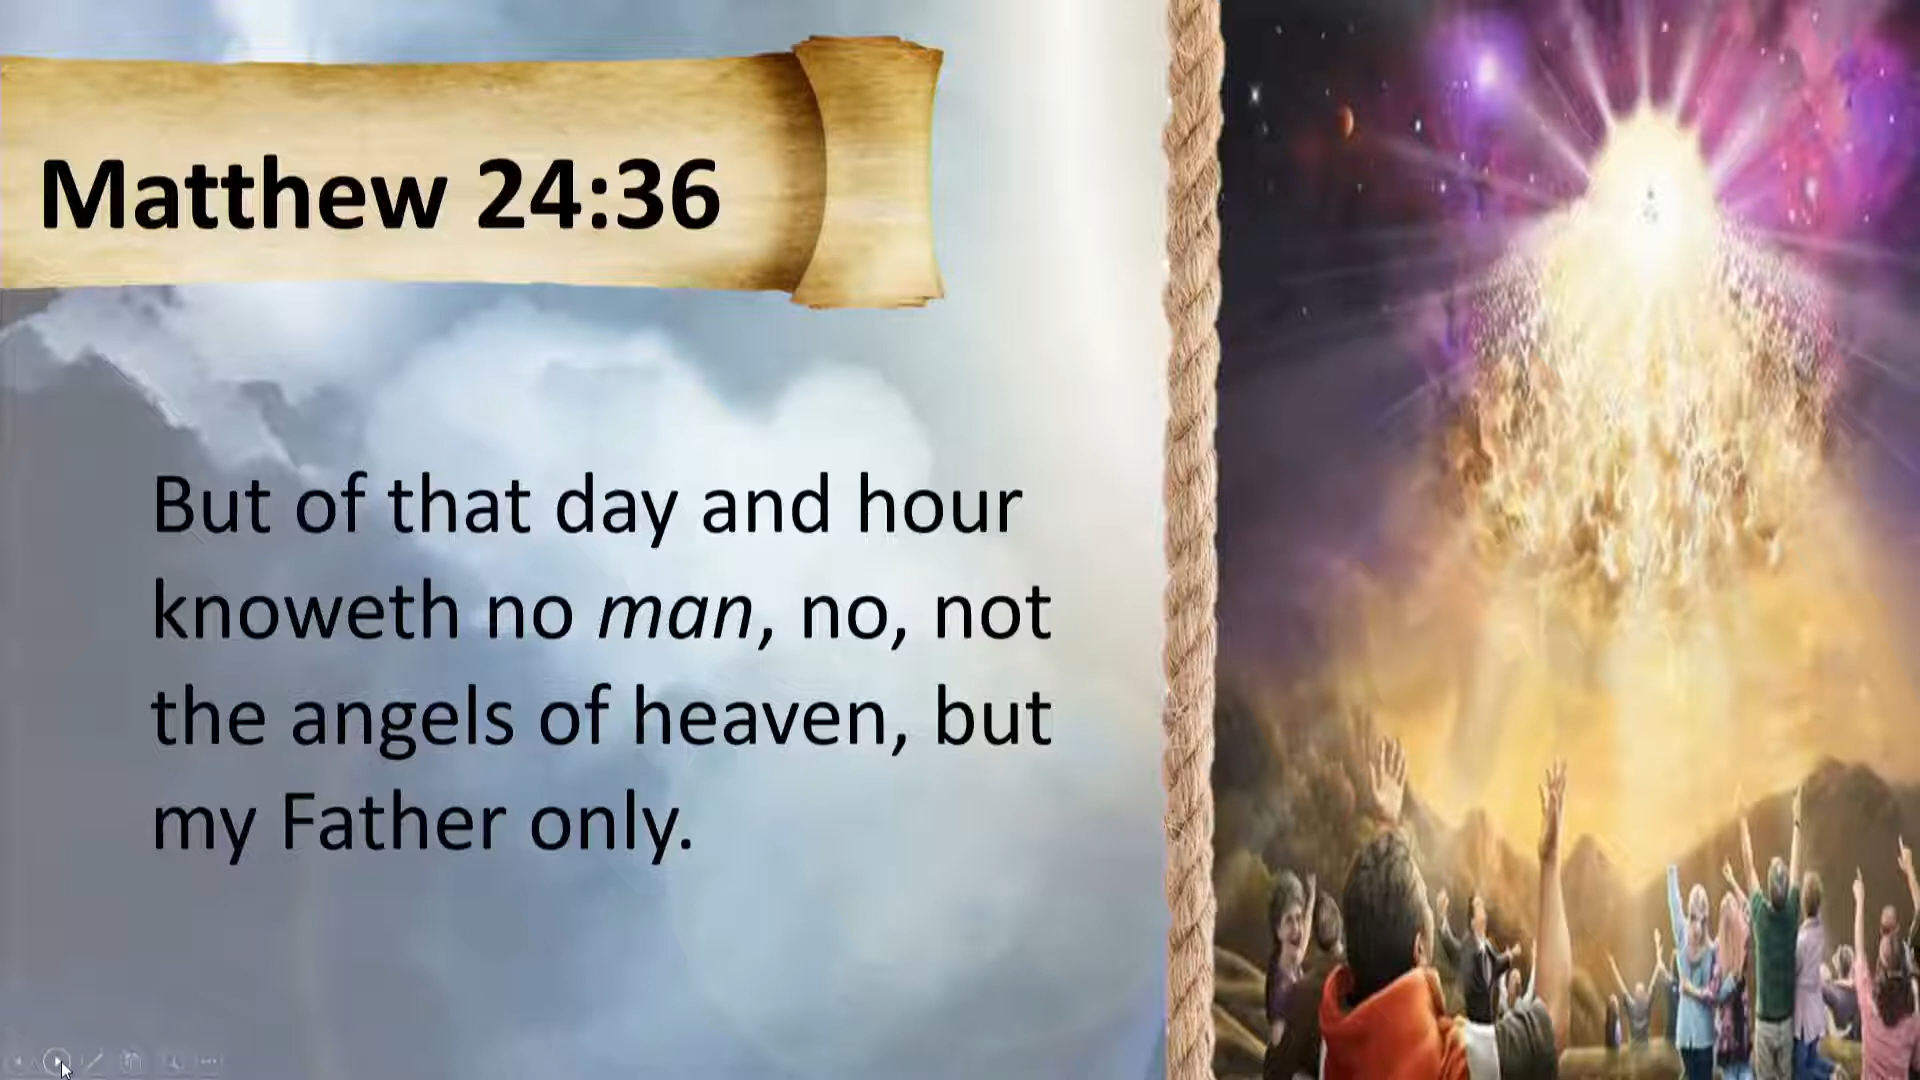 Matthew 24:36
But of that day and hour
knoweth no man, no, not
the angels of heaven, but
my Father only.